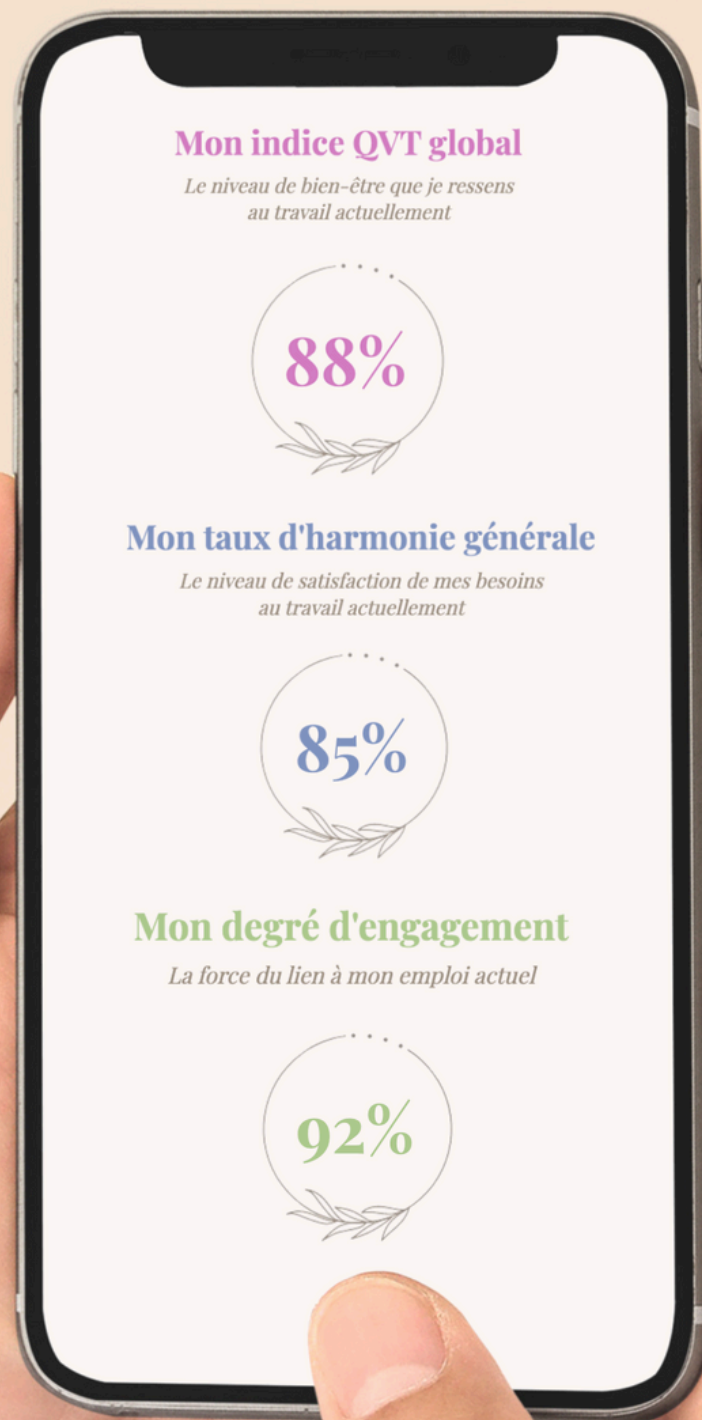 Mon indice QVT global
Le niveau de bien-être que je ressens
au travail actuellement
88%
Mon taux d'harmonie générale
Le niveau de satisfaction de mes besoins
au travail actuellement
85%
Mon degré d'engagement
La force du lien à mon emploi actuel
92%